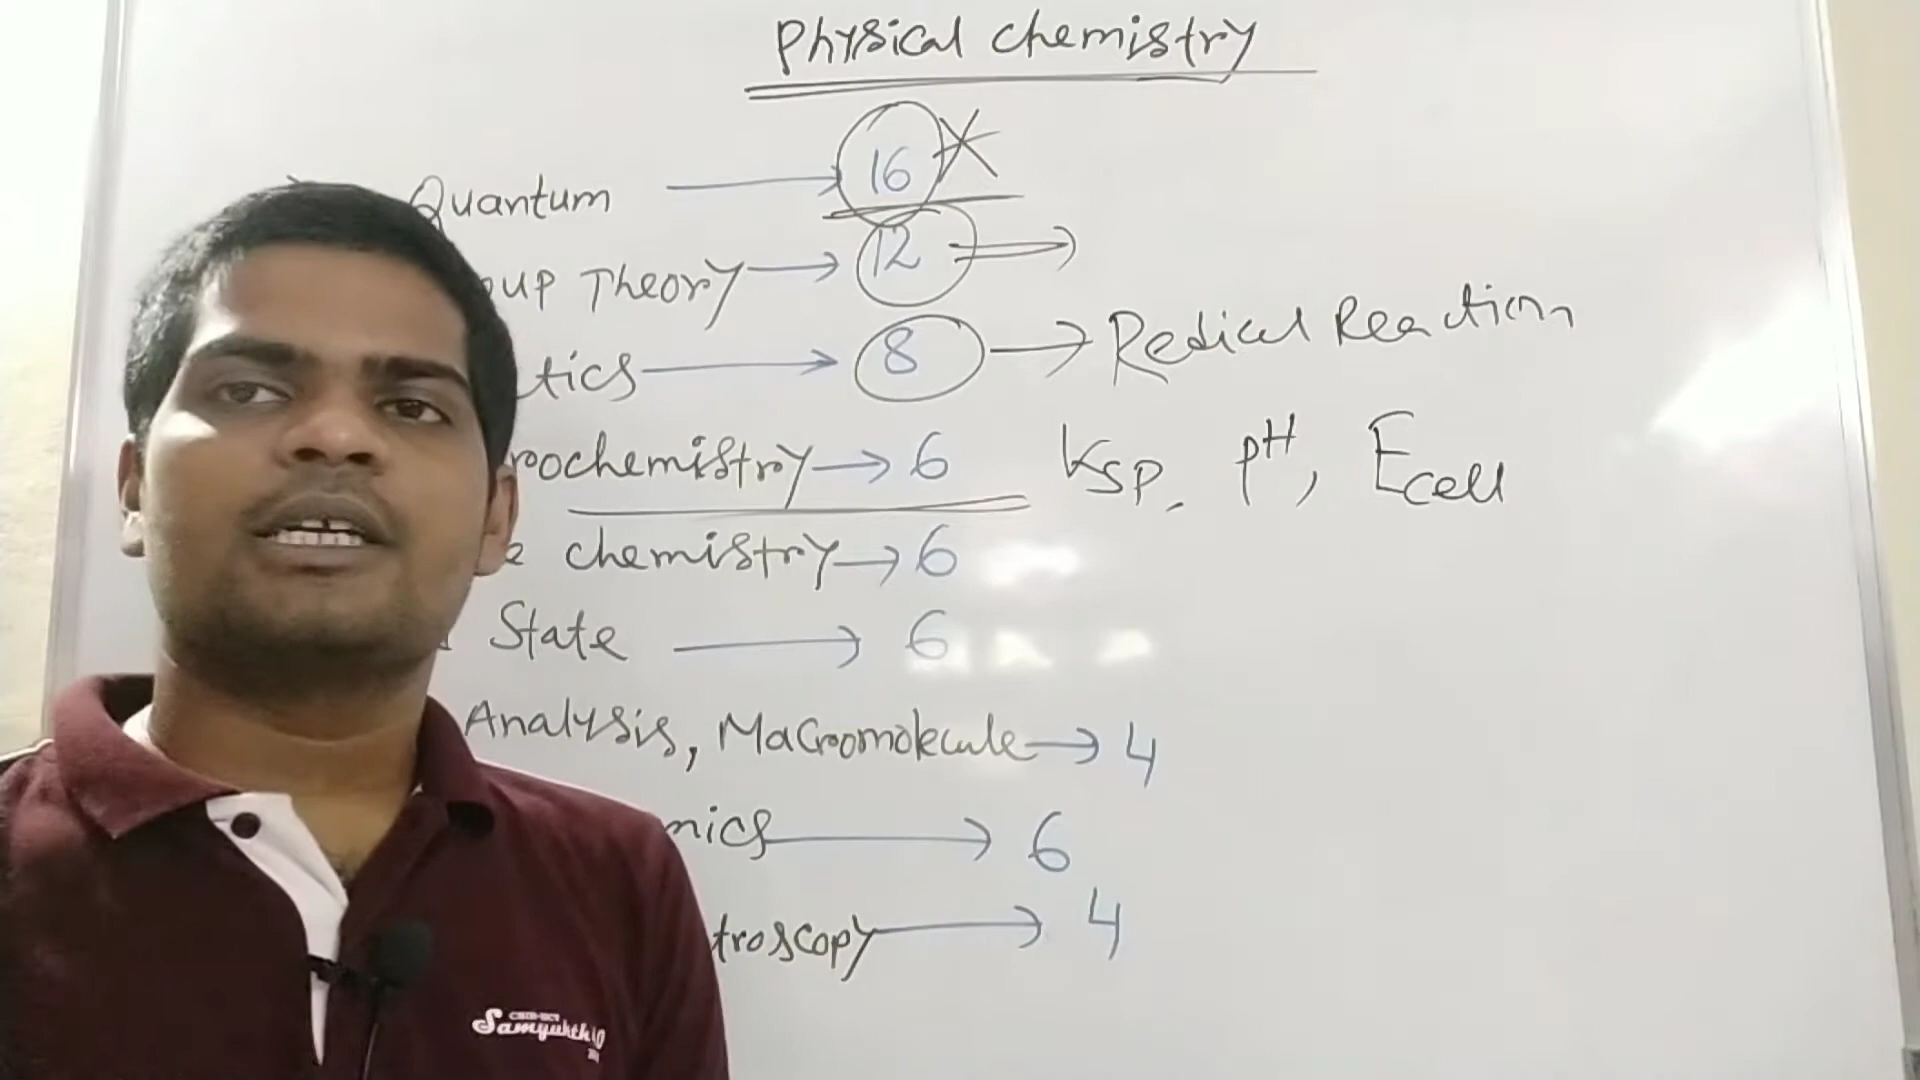 Physical chemistry
Quantum → 16
oup Theory → 12 ⇒
tics → 8 → Redical Reaction
rochemistry → 6 Ksp, pH, Ecell
e chemistry → 6
State → 6
Analysis, Macromolecule → 4
mics → 6
troscopy → 4
Samyukth